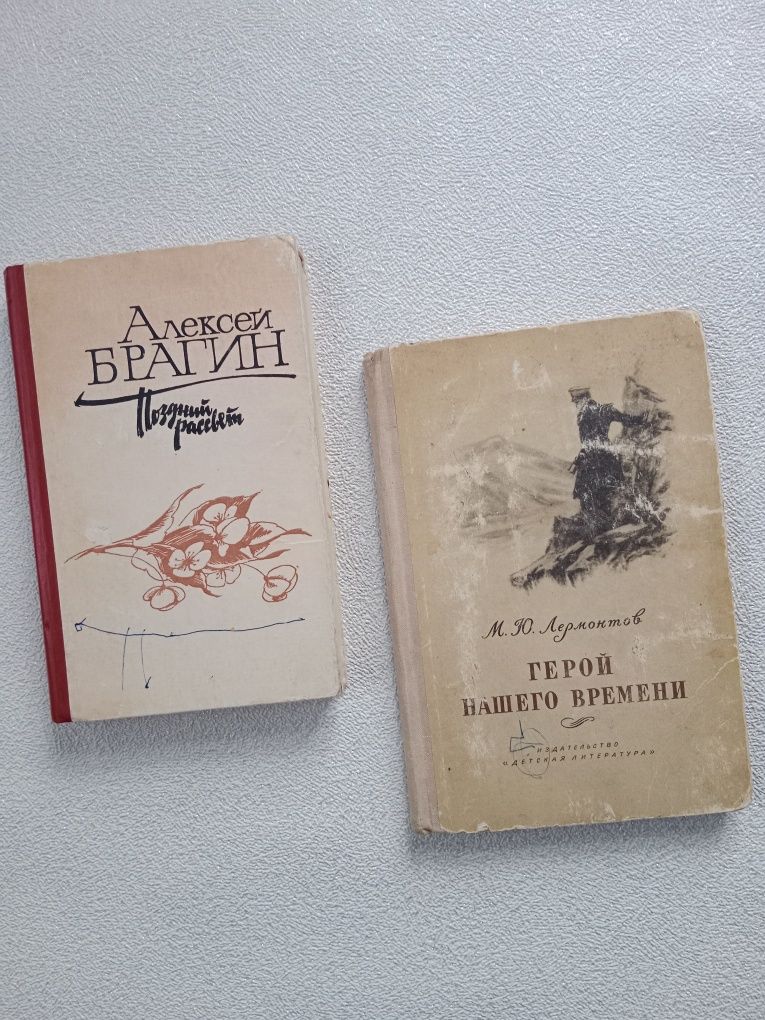 Алексей
БРАГИН
Поздний
рассвет
М. Ю. Лермонтов
ГЕРОЙ
НАШЕГО ВРЕМЕНИ
ИЗДАТЕЛЬСТВО
«ДЕТСКАЯ ЛИТЕРАТУРА»